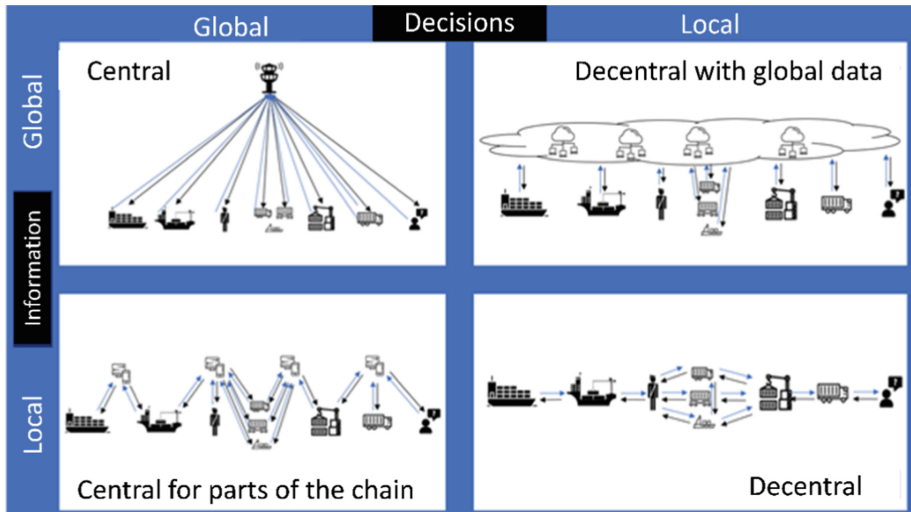 Global
Decisions
Local
Global
Central
Decentral with global data
Information
Local
Central for parts of the chain
Decentral